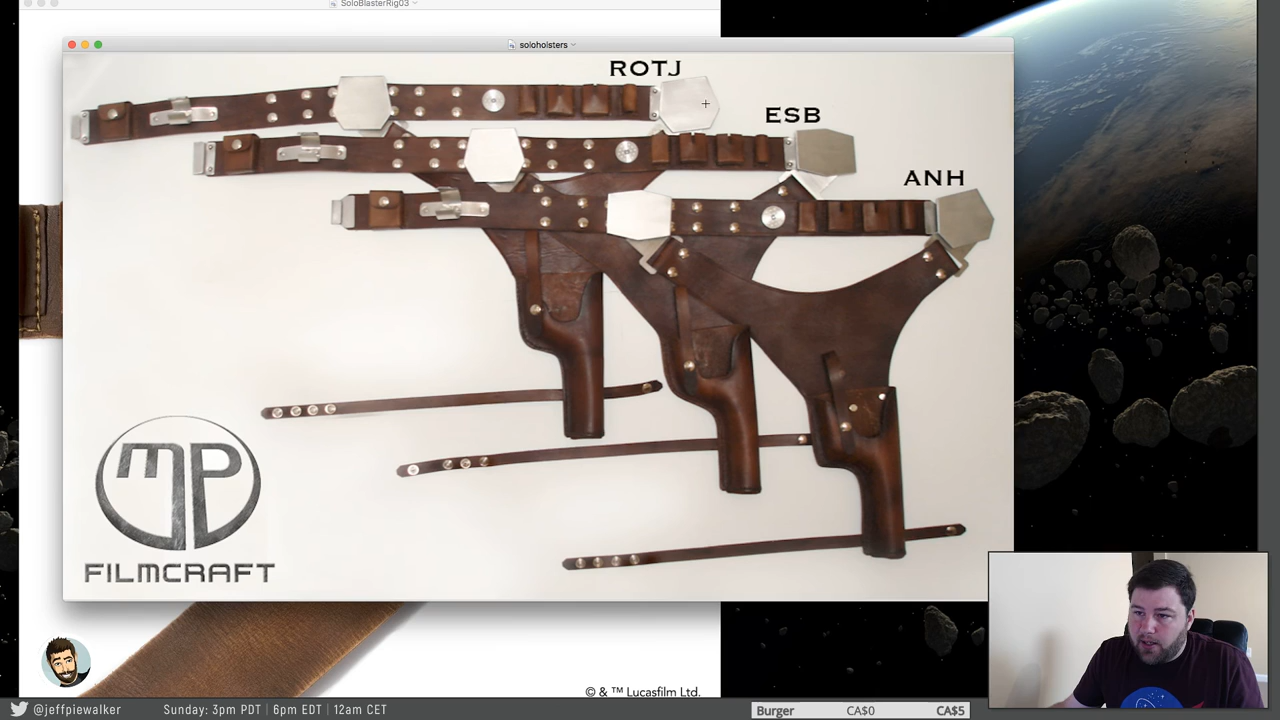 SoloBlasterRig03
soloholsters
ROTJ
ESB
ANH
MP
FILMCRAFT
© & ™ Lucasfilm Ltd.
@jeffpiewalker
Sunday: 3pm PDT | 6pm EDT | 12am CET
Burger CA$0 CA$5